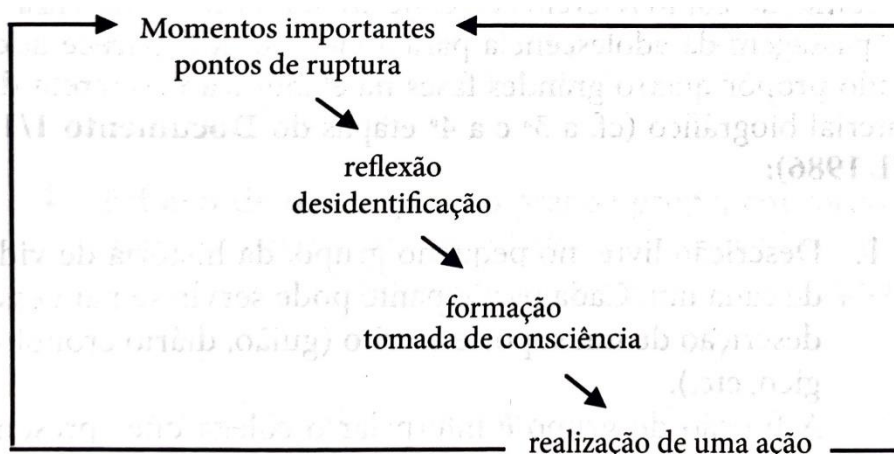 Momentos importantes
pontos de ruptura
reflexão
desidentificação
formação
tomada de consciência
realização de uma ação